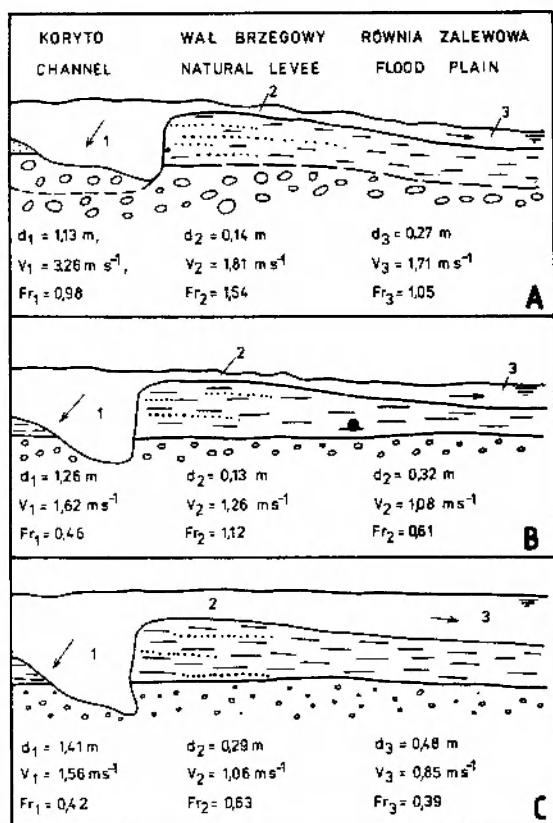 KORYTO WAŁ BRZEGOWY RÓWNIA ZALEWOWA
CHANNEL NATURAL LEVEE FLOOD PLAIN
2
3
1
d₁ = 1,13 m, d₂ = 0,14 m d₃ = 0,27 m
V₁ = 3,26 m s⁻¹, V₂ = 1,81 ms⁻¹ V₃ = 1,71 ms⁻¹
Fr₁ = 0,98 Fr₂ = 1,54 Fr₃ = 1,05
A
2
3
1
d₁ = 1,26 m d₂ = 0,13 m d₂ = 0,32 m
V₁ = 1,62 ms⁻¹ V₂ = 1,26 ms⁻¹ V₂ = 1,08 ms⁻¹
Fr₁ = 0,46 Fr₂ = 1,12 Fr₂ = 0,61
B
2
3
1
d₁ = 1,41 m d₂ = 0,29 m d₃ = 0,48 m
V₁ = 1,56 ms⁻¹ V₂ = 1,06 ms⁻¹ V₃ = 0,85 ms⁻¹
Fr₁ = 0,42 Fr₂ = 0,63 Fr₃ = 0,39
C